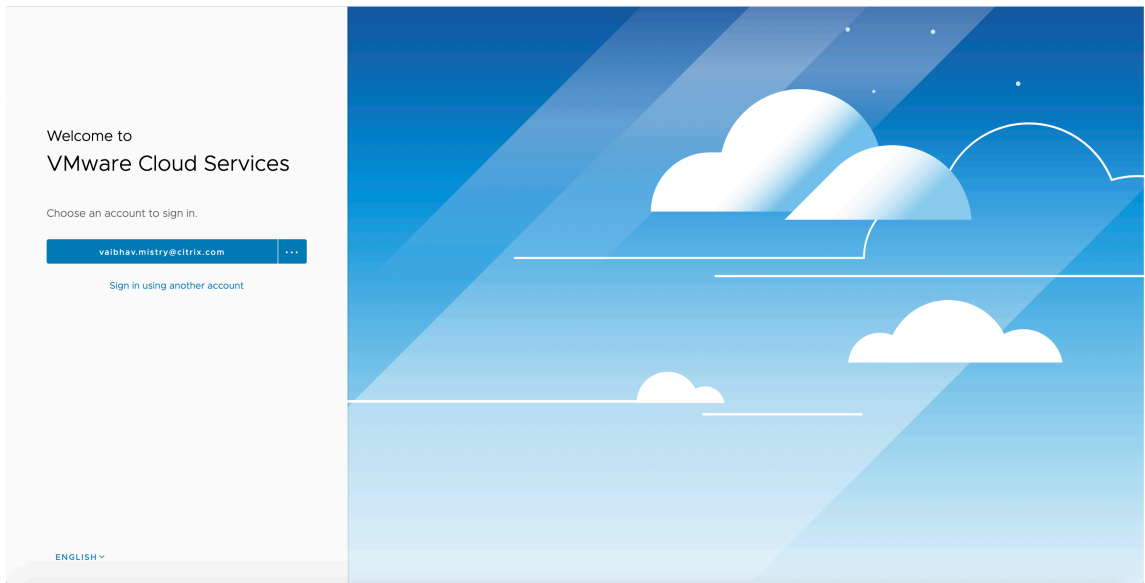 Welcome to
VMware Cloud Services
Choose an account to sign in.
vaibhav.mistry@citrix.com
Sign in using another account
ENGLISH